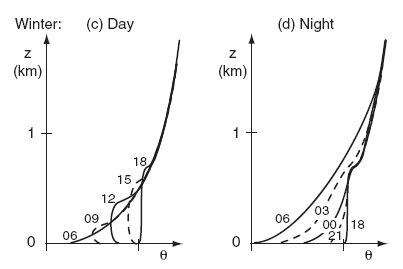 Winter: (c) Day (d) Night
z z
(km) (km)
18
1 1
15
12
09 03
06 06 00 18
21
0 0
θ θ